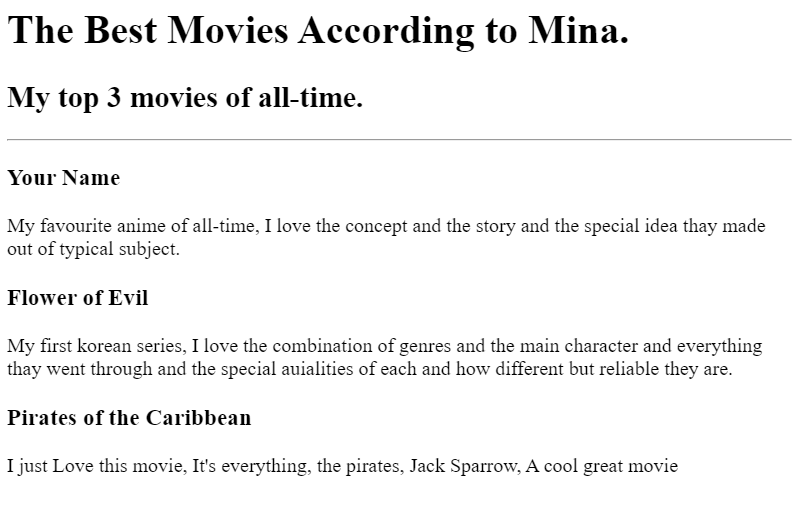 The Best Movies According to Mina.
My top 3 movies of all-time.
Your Name
My favourite anime of all-time, I love the concept and the story and the special idea thay made
out of typical subject.
Flower of Evil
My first korean series, I love the combination of genres and the main character and everything
thay went through and the special auialities of each and how different but reliable they are.
Pirates of the Caribbean
I just Love this movie, It's everything, the pirates, Jack Sparrow, A cool great movie